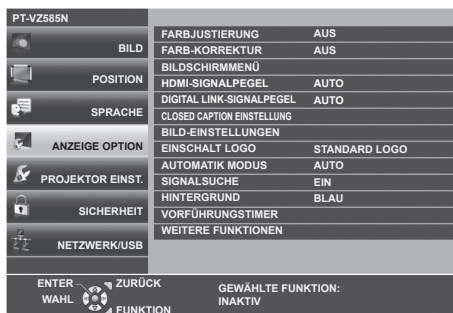 PT-VZ585N
BILD
POSITION
SPRACHE
ANZEIGE OPTION
PROJEKTOR EINST.
SICHERHEIT
NETZWERK/USB
FARBJUSTIERUNG AUS
FARB-KORREKTUR AUS
BILDSCHIRMMENÜ
HDMI-SIGNALPEGEL AUTO
DIGITAL LINK-SIGNALPEGEL AUTO
CLOSED CAPTION EINSTELLUNG
BILD-EINSTELLUNGEN
EINSCHALT LOGO STANDARD LOGO
AUTOMATIK MODUS AUTO
SIGNALSUCHE EIN
HINTERGRUND BLAU
VORFÜHRUNGSTIMER
WEITERE FUNKTIONEN
ENTER ZURÜCK
WAHL
FUNKTION
GEWÄHLTE FUNKTION:
INAKTIV